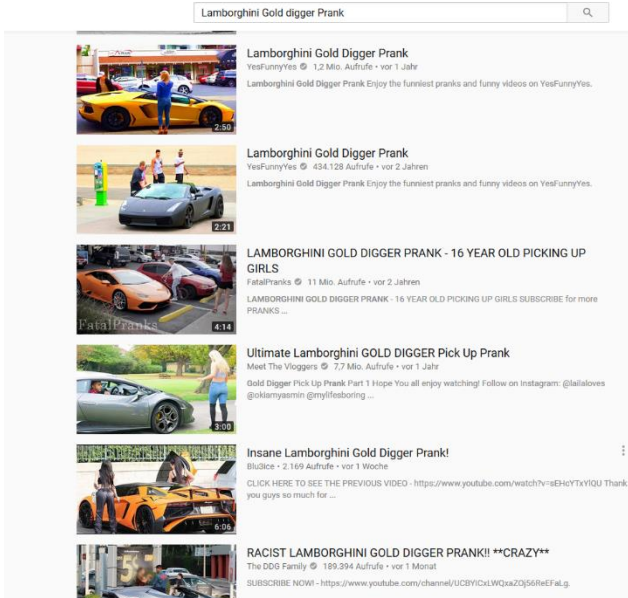 Lamborghini Gold digger Prank
Lamborghini Gold Digger Prank
YesFunnyYes 1,2 Mio. Aufrufe • vor 1 Jahr
Lamborghini Gold Digger Prank Enjoy the funniest pranks and funny videos on YesFunnyYes.
2:50
Lamborghini Gold Digger Prank
YesFunnyYes 434.128 Aufrufe • vor 2 Jahren
Lamborghini Gold Digger Prank Enjoy the funniest pranks and funny videos on YesFunnyYes.
2:21
LAMBORGHINI GOLD DIGGER PRANK - 16 YEAR OLD PICKING UP
GIRLS
FatalPranks 11 Mio. Aufrufe • vor 2 Jahren
LAMBORGHINI GOLD DIGGER PRANK - 16 YEAR OLD PICKING UP GIRLS SUBSCRIBE for more
PRANKS ...
FatalPranks
4:14
Ultimate Lamborghini GOLD DIGGER Pick Up Prank
Meet The Vloggers 7,7 Mio. Aufrufe • vor 1 Jahr
Gold Digger Pick Up Prank Part 1 Hope You all enjoy watching! Follow on Instagram: @lailaloves
@oklamyasmin @mylifesboring ...
3:00
Insane Lamborghini Gold Digger Prank!
Blu3ice • 2.169 Aufrufe • vor 1 Woche
CLICK HERE TO SEE THE PREVIOUS VIDEO - https://www.youtube.com/watch?v=sEHcYTxYlQU Thank
you guys so much for ...
6:06
RACIST LAMBORGHINI GOLD DIGGER PRANK!! **CRAZY**
The DDG Family 189.394 Aufrufe • vor 1 Monat
SUBSCRIBE NOW! - https://www.youtube.com/channel/UCBYlCxLWQxaZOj56ReEFaLg.